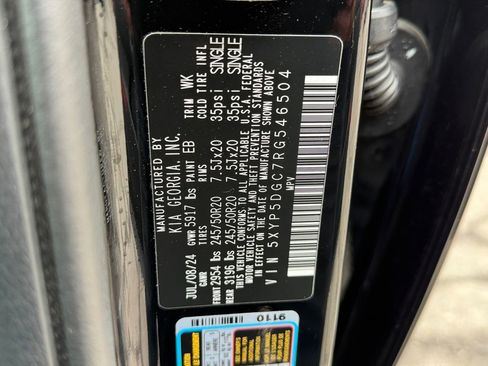 MANUFACTURED BY
KIA GEORGIA, INC.
JUL/08/24 GVWR 5917 lbs PAINT EB TRIM WK
GAWR TIRES RIMS COLD TIRE INFL
FRONT 2954 lbs 245/50R20 7.5Jx20 35psi SINGLE
REAR 3196 lbs 245/50R20 7.5Jx20 35psi SINGLE
THIS VEHICLE CONFORMS TO ALL APPLICABLE U.S.A. FEDERAL
MOTOR VEHICLE SAFETY AND THEFT PREVENTION STANDARDS
IN EFFECT ON THE DATE OF MANUFACTURE SHOWN ABOVE
VIN 5XYP5DGC7RG546504
MPV
9110